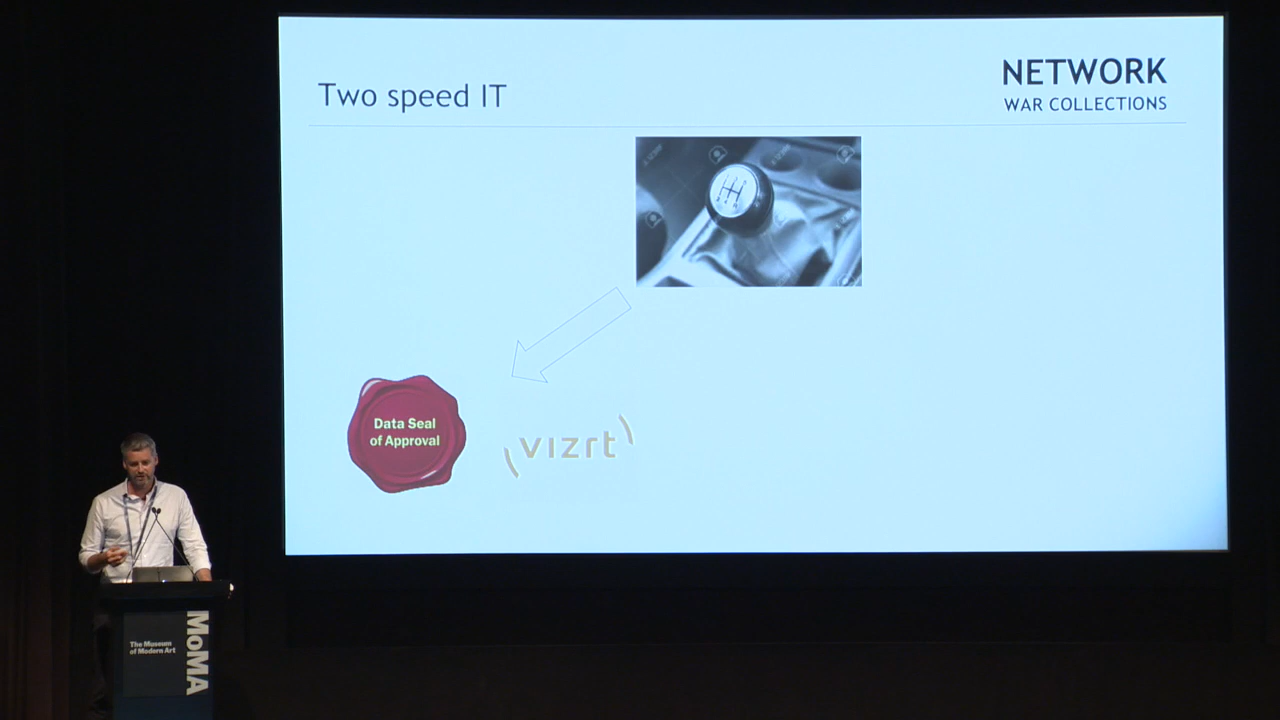 Two speed IT
NETWORK
WAR COLLECTIONS
Data Seal
of Approval
vizrt
The Museum
of Modern Art
MoMA